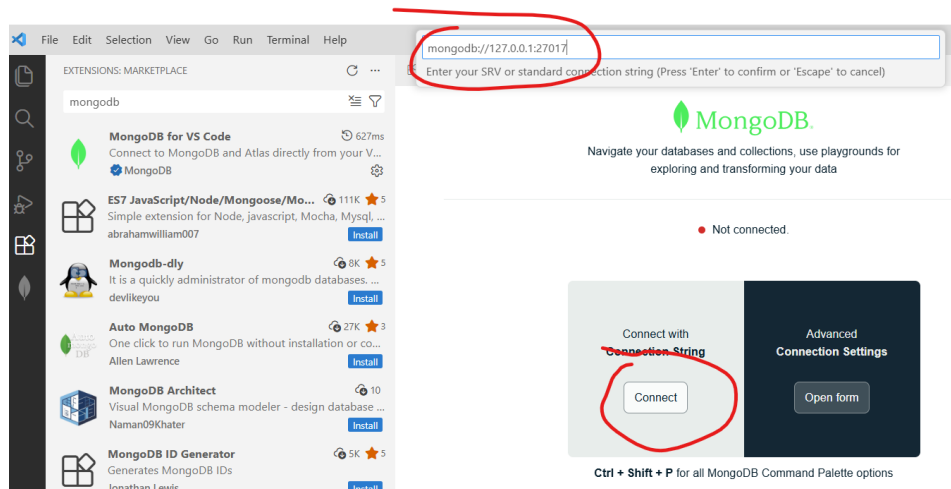 File Edit Selection View Go Run Terminal Help
mongodb://127.0.0.1:27017
Enter your SRV or standard connection string (Press 'Enter' to confirm or 'Escape' to cancel)
EXTENSIONS: MARKETPLACE
mongodb
MongoDB for VS Code 627ms
Connect to MongoDB and Atlas directly from your V...
MongoDB
ES7 JavaScript/Node/Mongoose/Mo... 111K 5
Simple extension for Node, javascript, Mocha, Mysql, ...
abrahamwilliam007 Install
Mongodb-dly 8K 5
It is a quickly administrator of mongodb databases. ...
devlikeyou Install
Auto MongoDB 27K 3
One click to run MongoDB without installation or co...
Allen Lawrence Install
MongoDB Architect 10
Visual MongoDB schema modeler - design database ...
Naman09Khater Install
MongoDB ID Generator 5K 5
Generates MongoDB IDs
Jonathan Lewis Install
MongoDB.
Navigate your databases and collections, use playgrounds for
exploring and transforming your data
Not connected.
Connect with
Connection String
Connect
Advanced
Connection Settings
Open form
Ctrl + Shift + P for all MongoDB Command Palette options